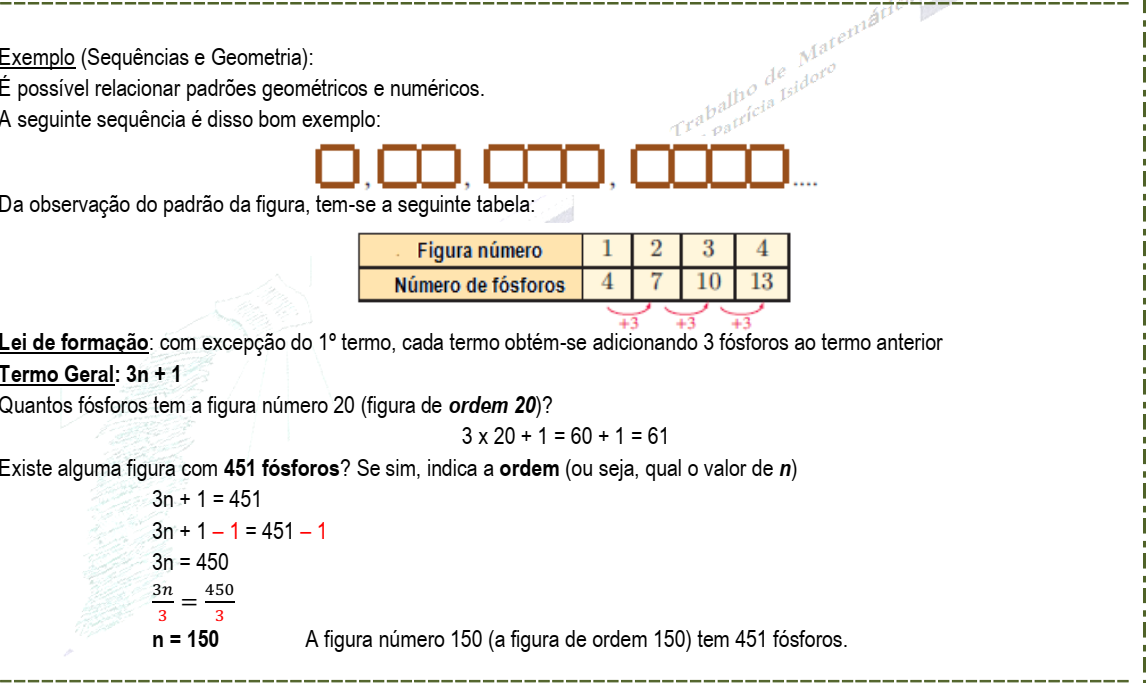 Trabalho de Matemática
Patrícia Isidoro
Exemplo (Sequências e Geometria):
É possível relacionar padrões geométricos e numéricos.
A seguinte sequência é disso bom exemplo:
, , , ....
Da observação do padrão da figura, tem-se a seguinte tabela:
Figura número 1 2 3 4
Número de fósforos 4 7 10 13
+3 +3 +3
Lei de formação: com excepção do 1º termo, cada termo obtém-se adicionando 3 fósforos ao termo anterior
Termo Geral: 3n + 1
Quantos fósforos tem a figura número 20 (figura de ordem 20)?
3 x 20 + 1 = 60 + 1 = 61
Existe alguma figura com 451 fósforos? Se sim, indica a ordem (ou seja, qual o valor de n)
3n + 1 = 451
3n + 1 – 1 = 451 – 1
3n = 450
3n/3 = 450/3
n = 150 A figura número 150 (a figura de ordem 150) tem 451 fósforos.